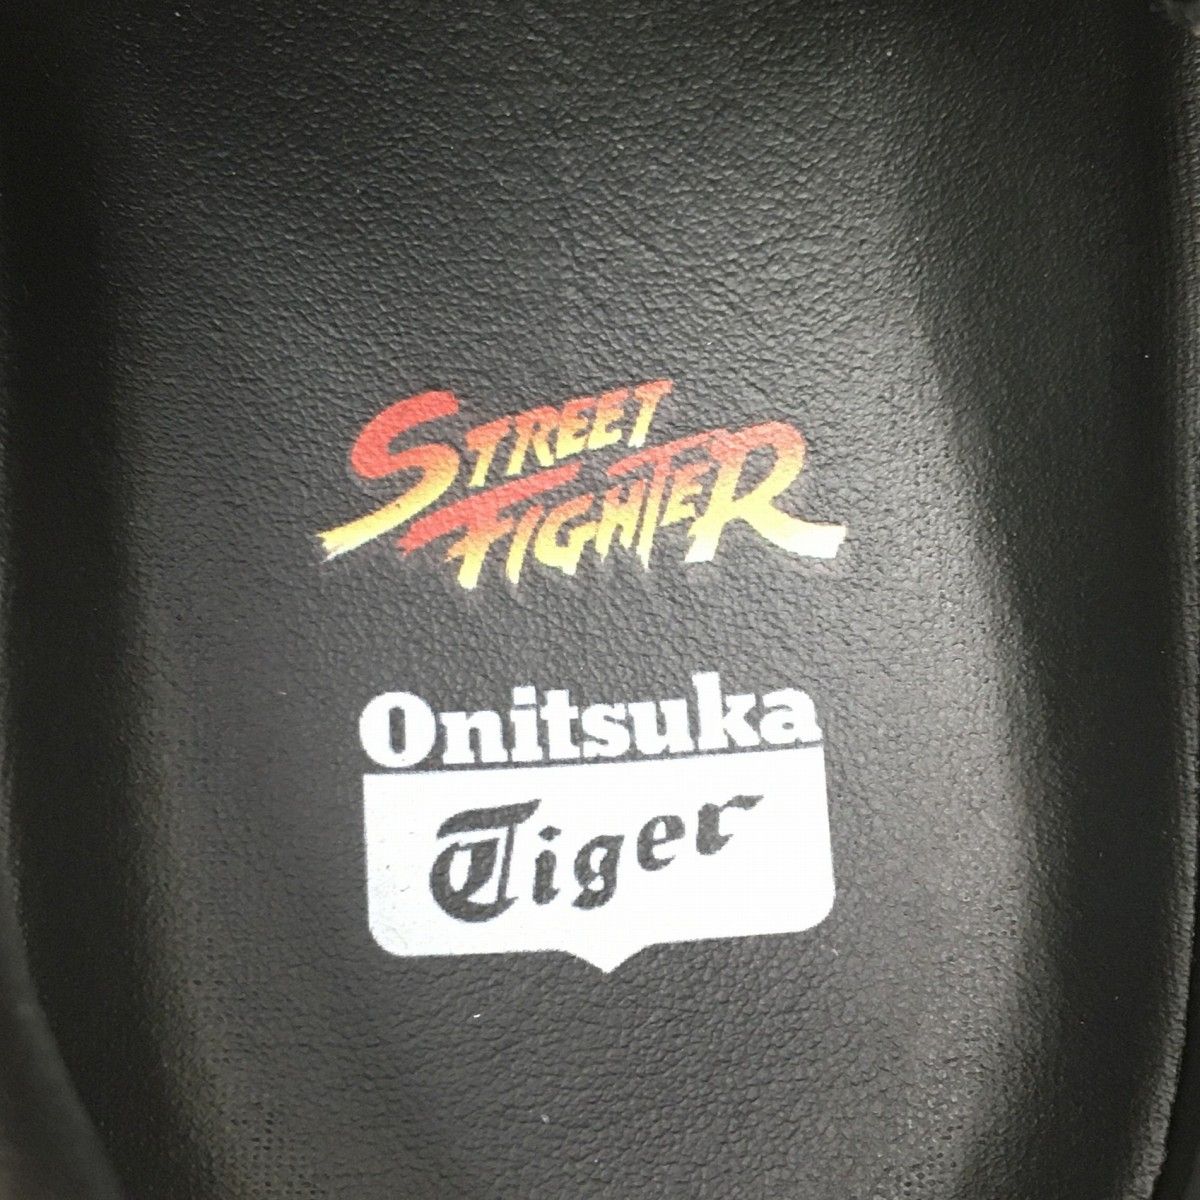 STREET
FIGHTER
Onitsuka
Tiger